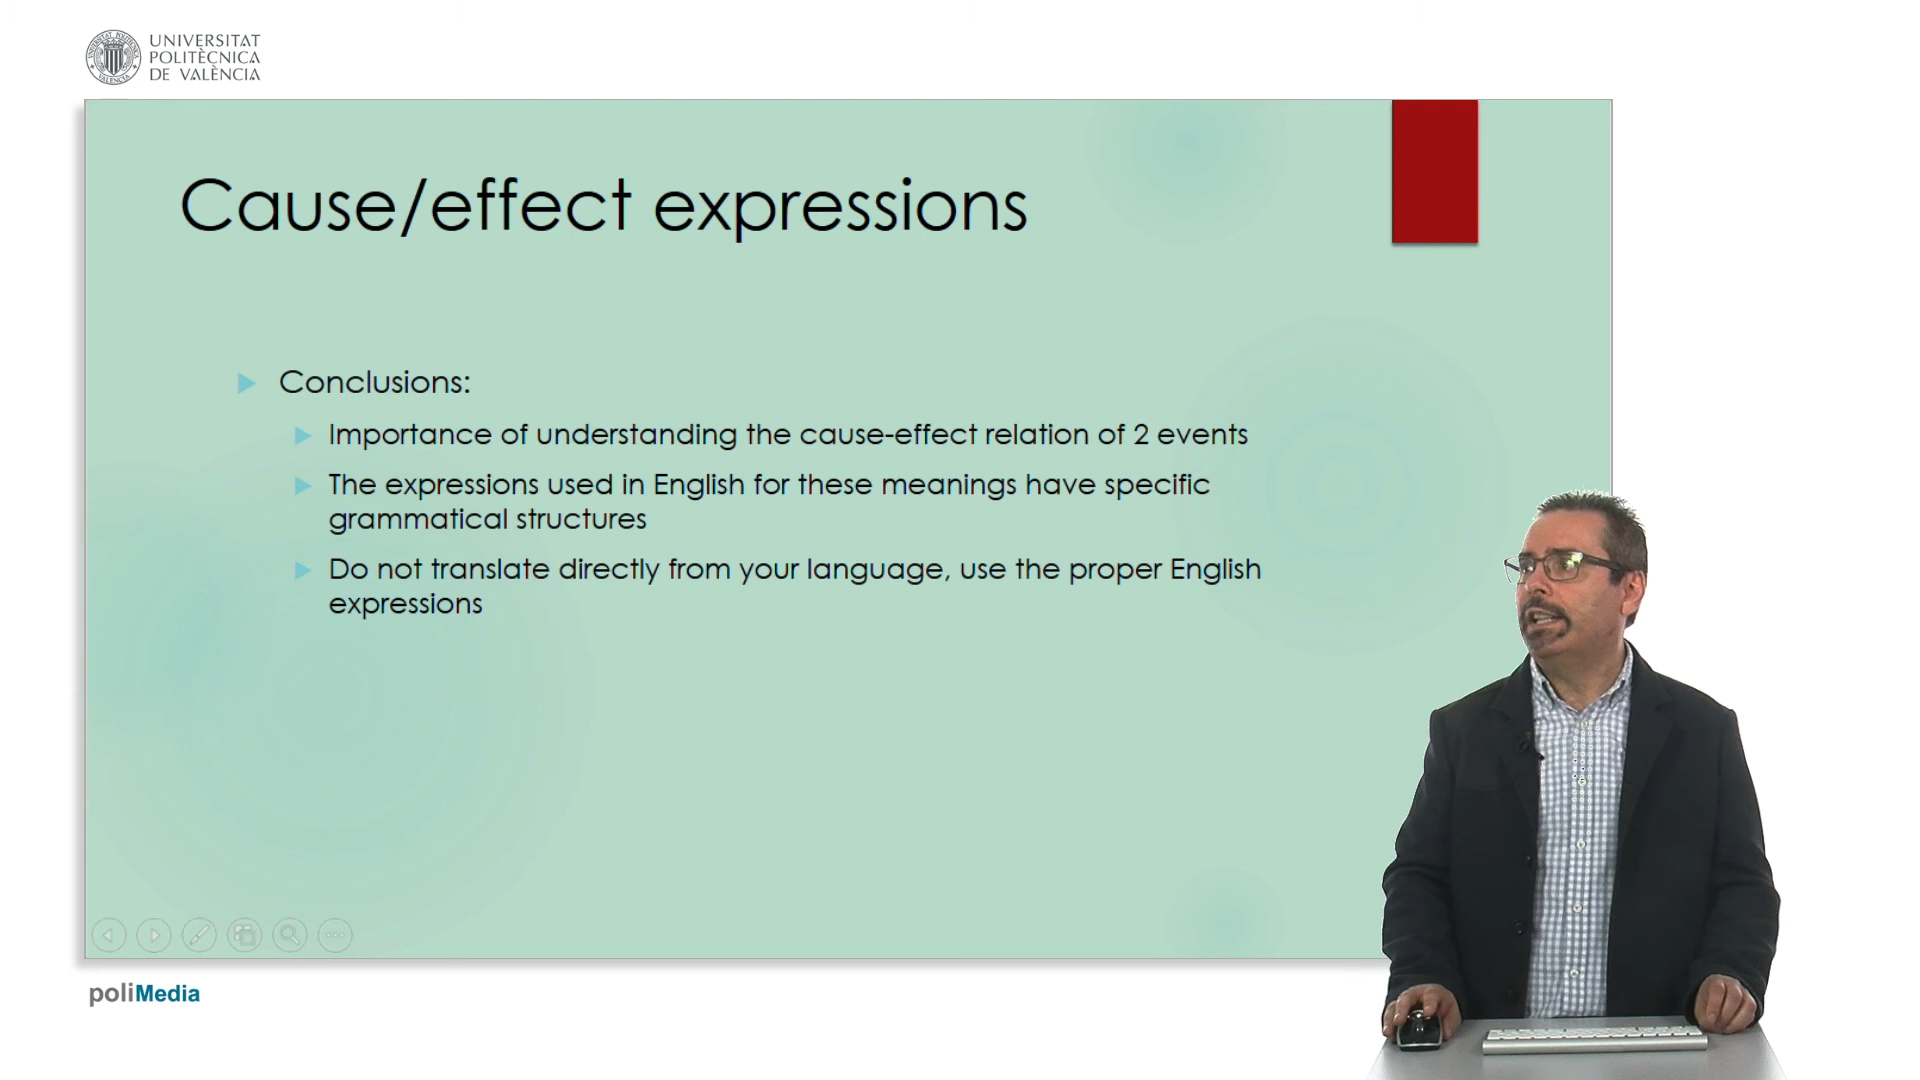 UNIVERSITAT
POLITÈCNICA
DE VALÈNCIA
Cause/effect expressions
Conclusions:
Importance of understanding the cause-effect relation of 2 events
The expressions used in English for these meanings have specific
grammatical structures
Do not translate directly from your language, use the proper English
expressions
poliMedia